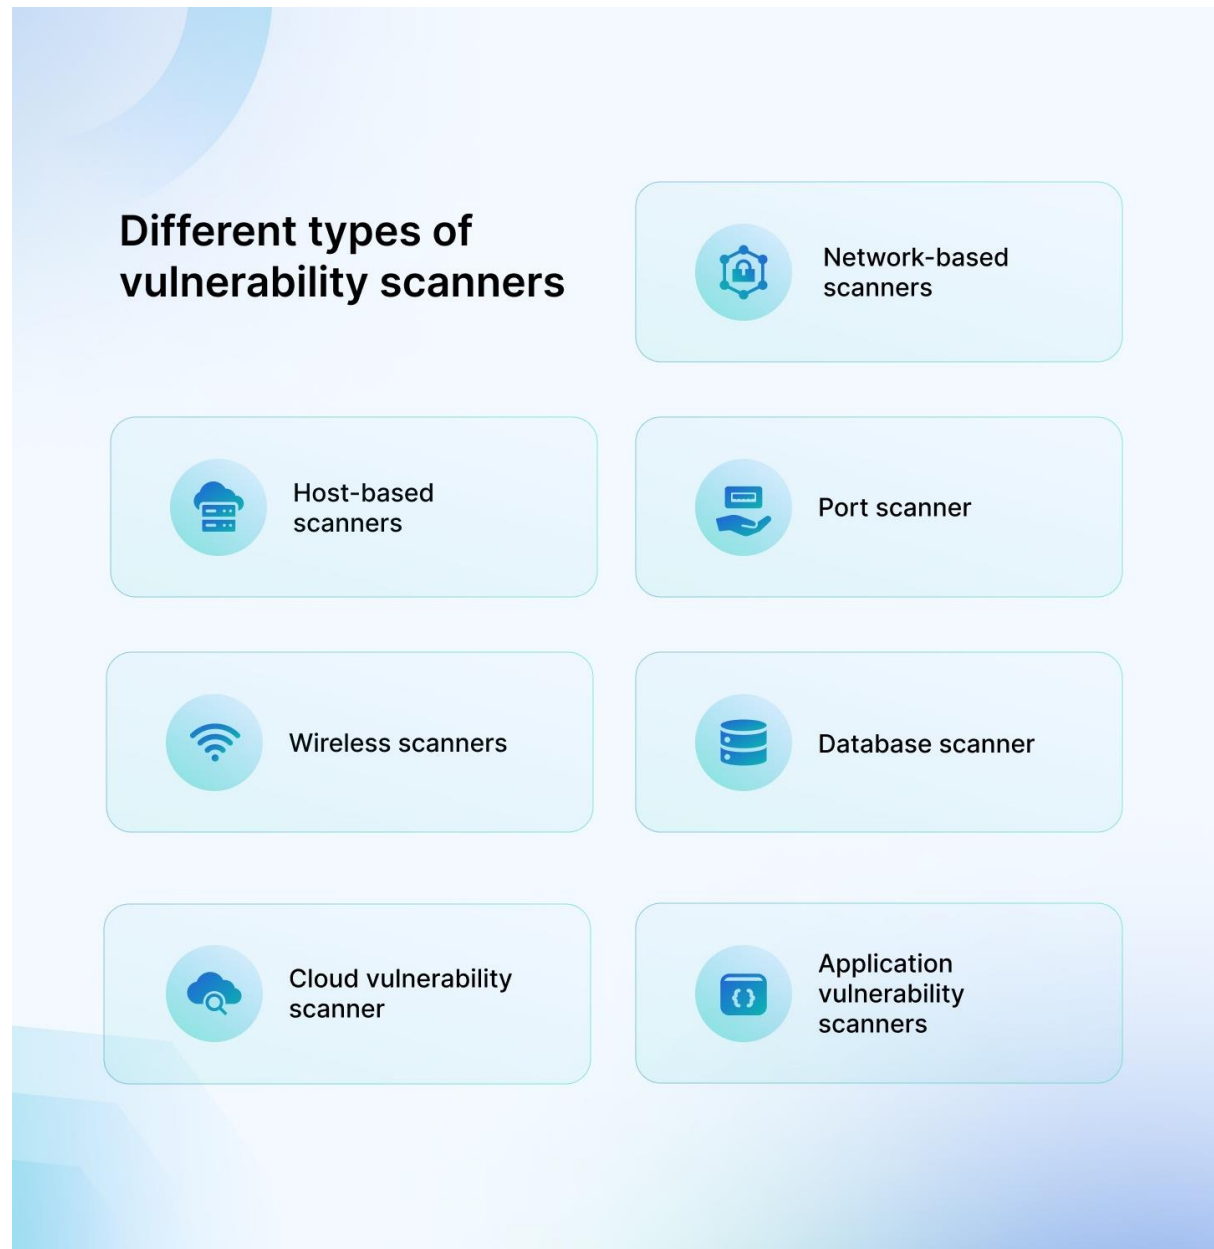 Different types of
vulnerability scanners
Network-based
scanners
Host-based
scanners
Port scanner
Wireless scanners
Database scanner
Cloud vulnerability
scanner
Application
vulnerability
scanners